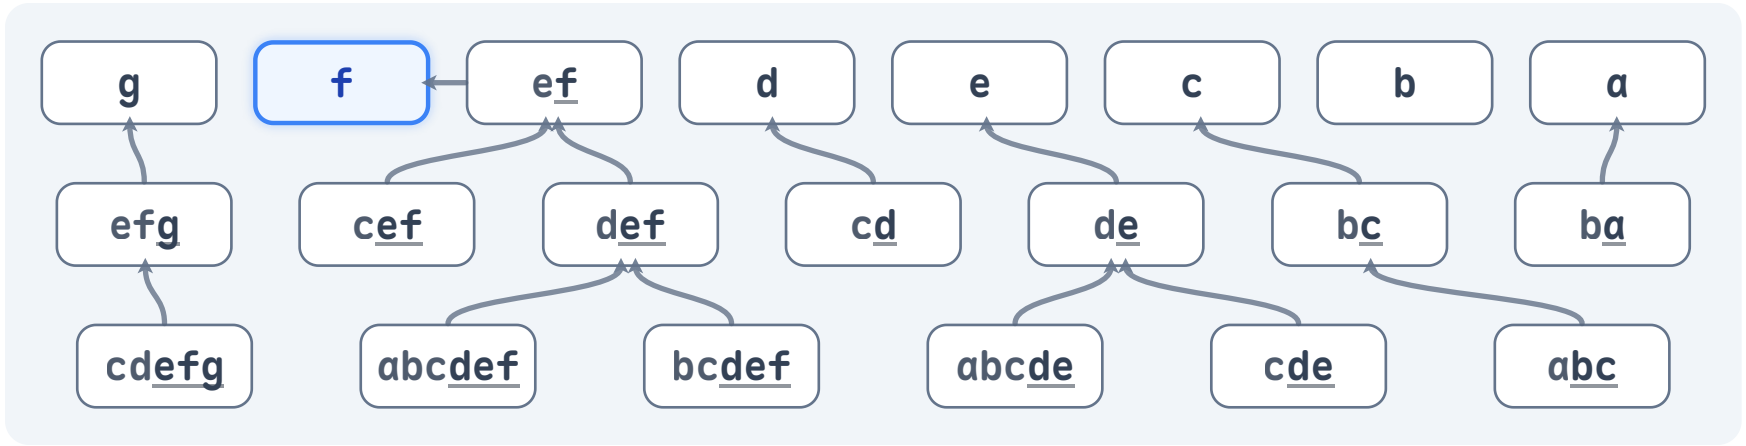 g f ef d e c b a
efg cef def cd de bc ba
cdefg abcdef bcdef abcde cde abc